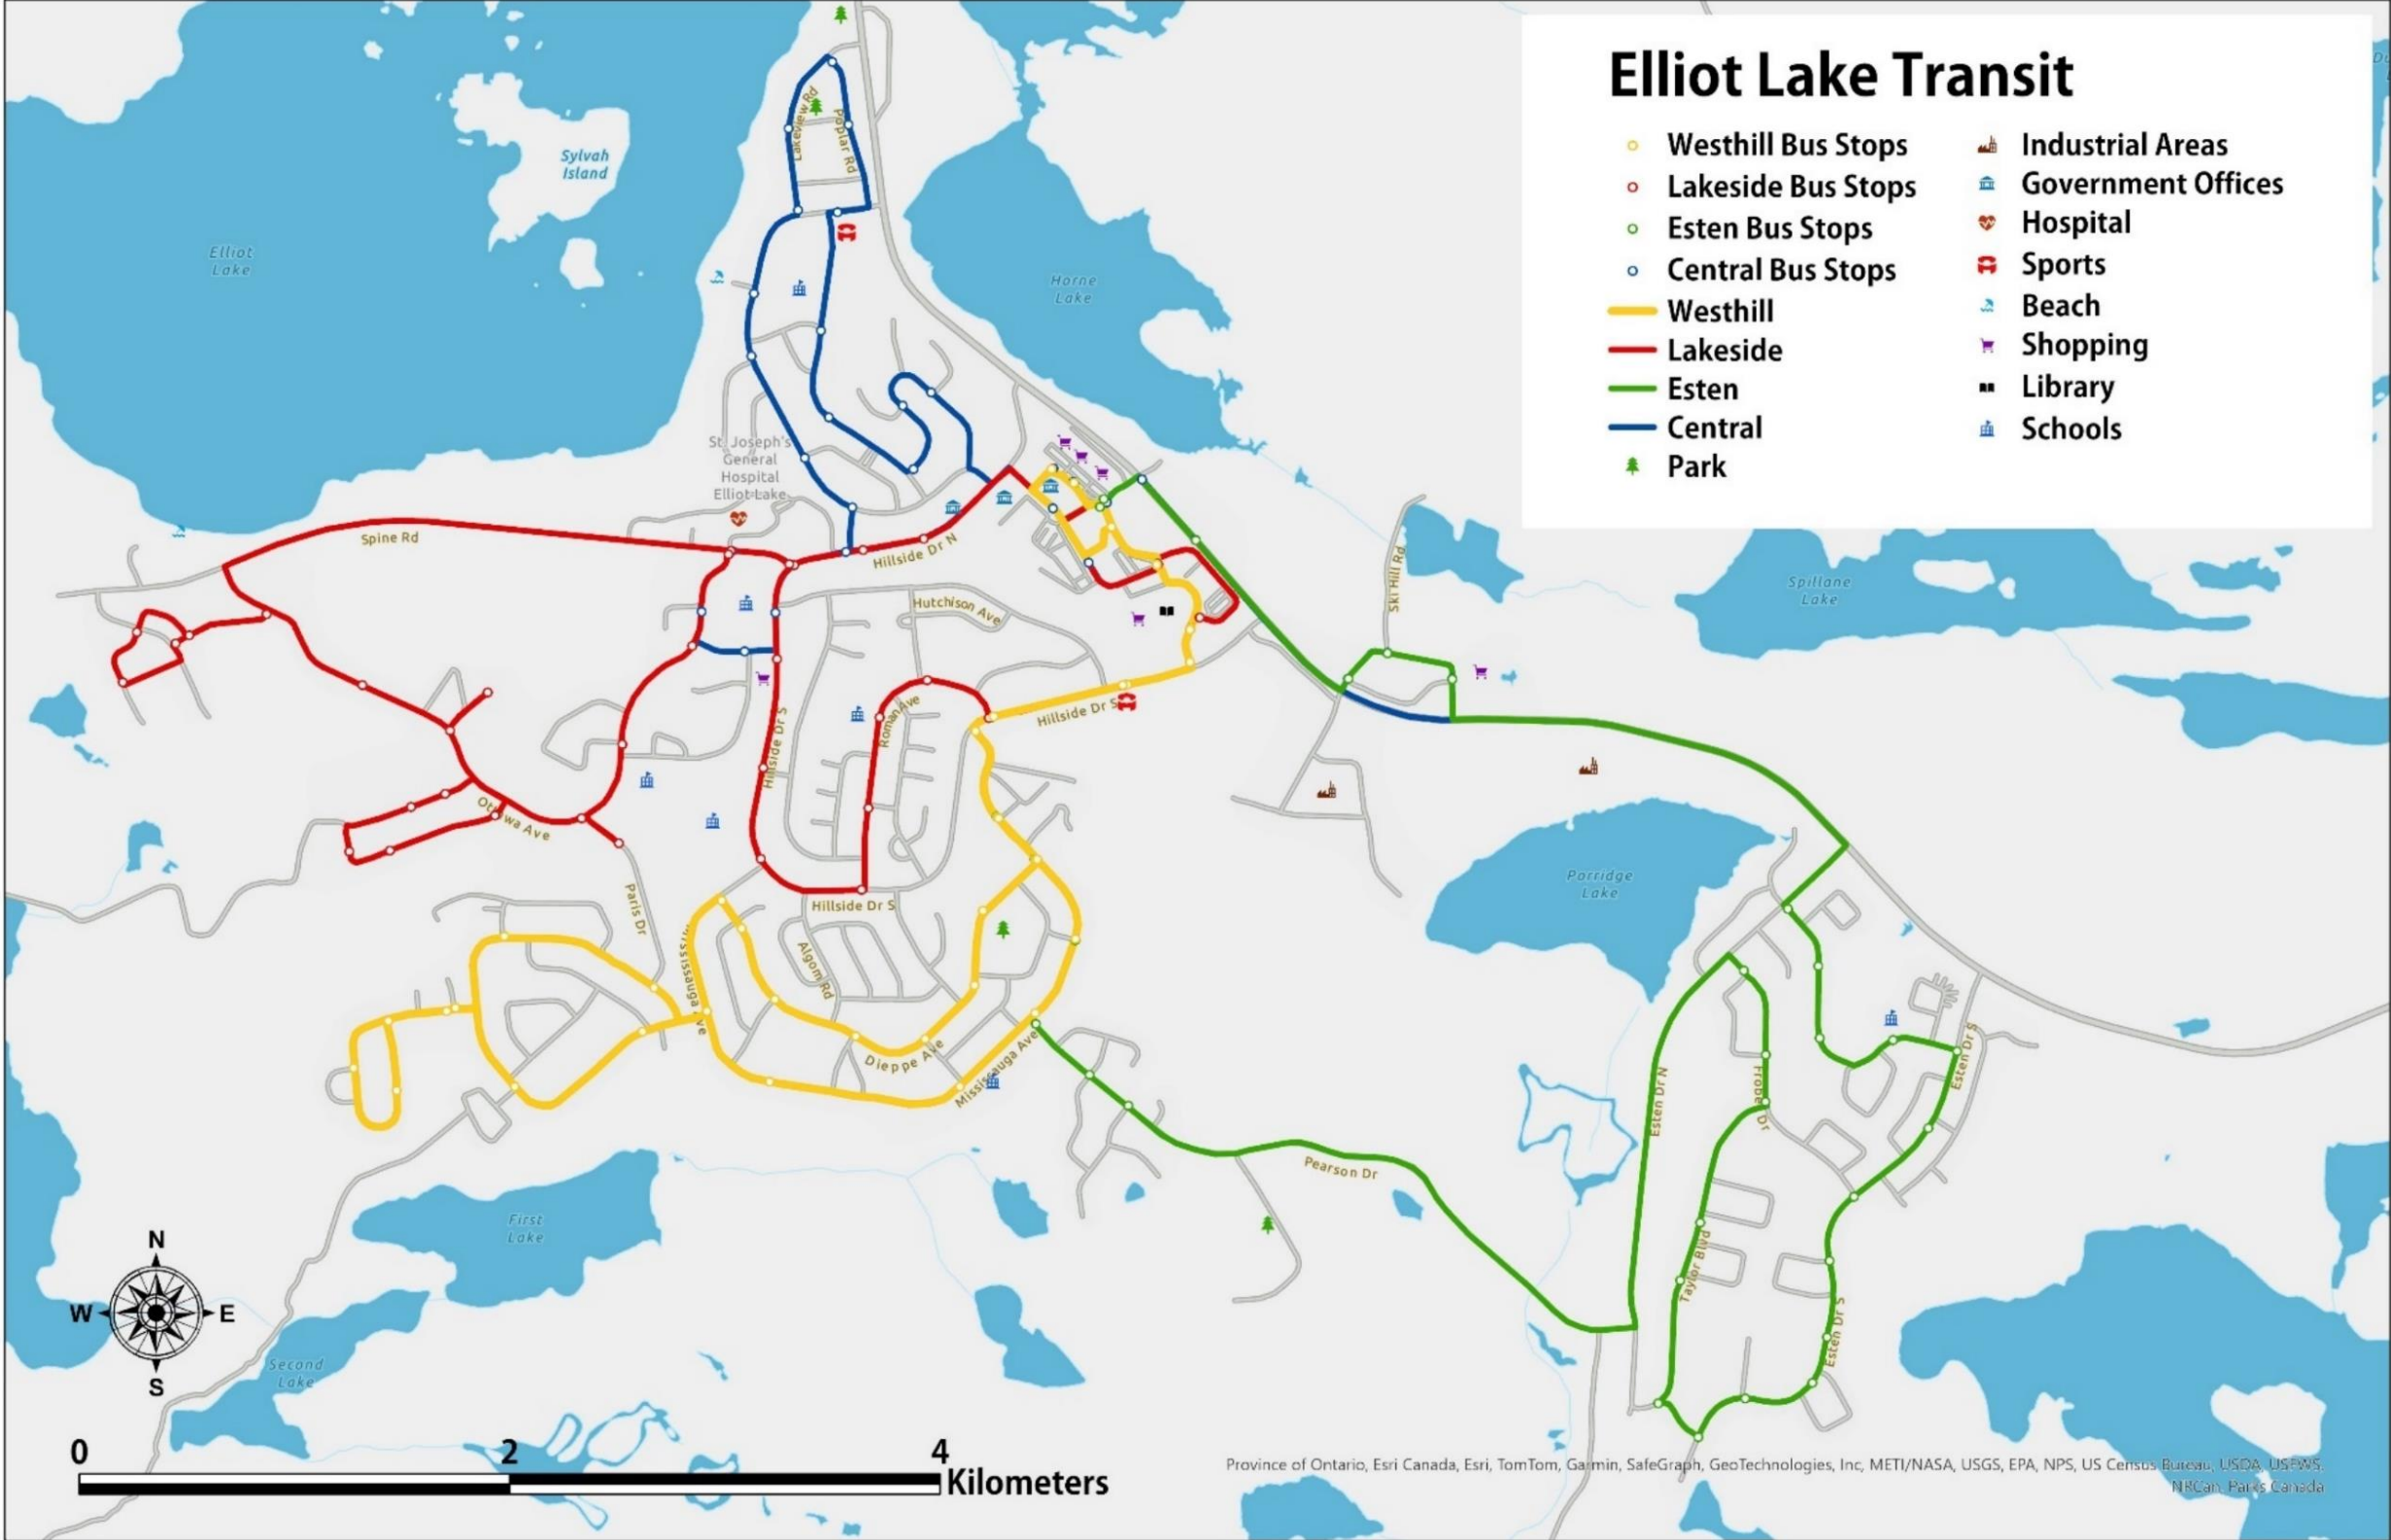 Elliot Lake Transit
Westhill Bus Stops
Lakeside Bus Stops
Esten Bus Stops
Central Bus Stops
Westhill
Lakeside
Esten
Central
Park
Industrial Areas
Government Offices
Hospital
Sports
Beach
Shopping
Library
Schools
Sylvah
Island
Elliot
Lake
Horne
Lake
Lakeview Rd
Poplar Rd
St. Joseph's
General
Hospital
Elliot Lake
Spine Rd
Hillside Dr N
Hutchison Ave
Ski Hill Rd
Spillane
Lake
Hillside Dr S
Roman Ave
Hillside Dr S
Ottawa Ave
Paris Dr
Hillside Dr S
Algom Rd
Mississauga Ave
Dieppe Ave
Mississauga Ave
Porridge
Lake
Pearson Dr
Esten Dr N
Esten Dr S
Taylor Blvd
Esten Dr S
First
Lake
Second
Lake
N
W
E
S
0
2
4
Kilometers
Province of Ontario, Esri Canada, Esri, TomTom, Garmin, SafeGraph, GeoTechnologies, Inc, METI/NASA, USGS, EPA, NPS, US Census Bureau, USDA, USFWS,
NRCan, Parks Canada